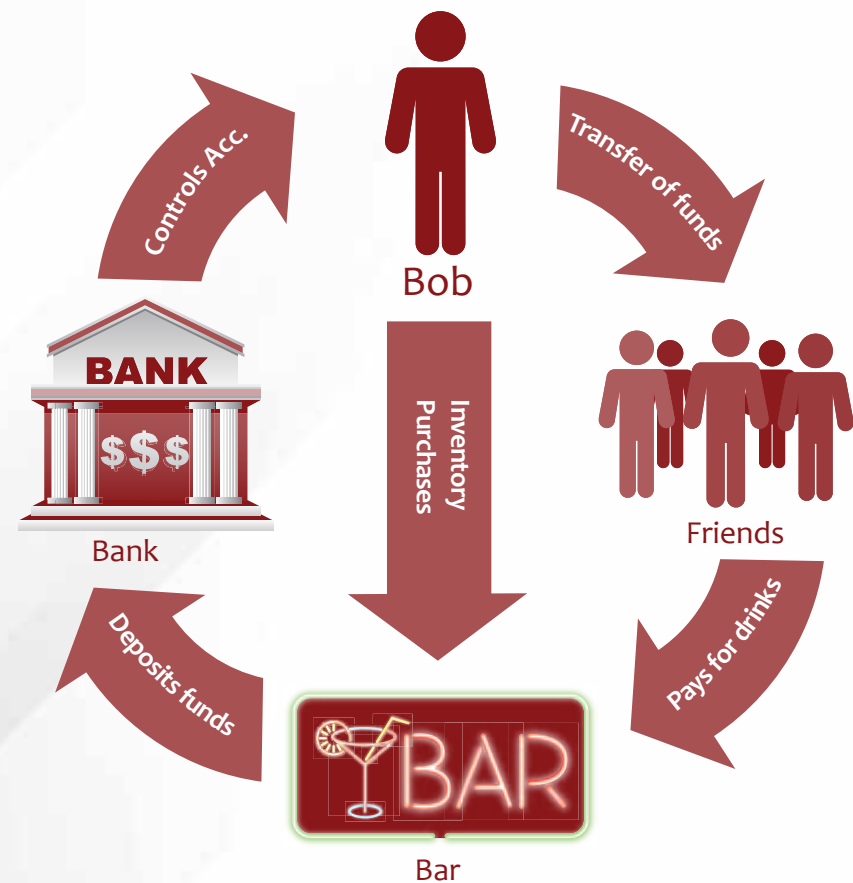 Bob
Controls Acc.
Transfer of funds
BANK
$$$
Bank
Inventory
Purchases
Friends
Deposits funds
Pays for drinks
BAR
Bar